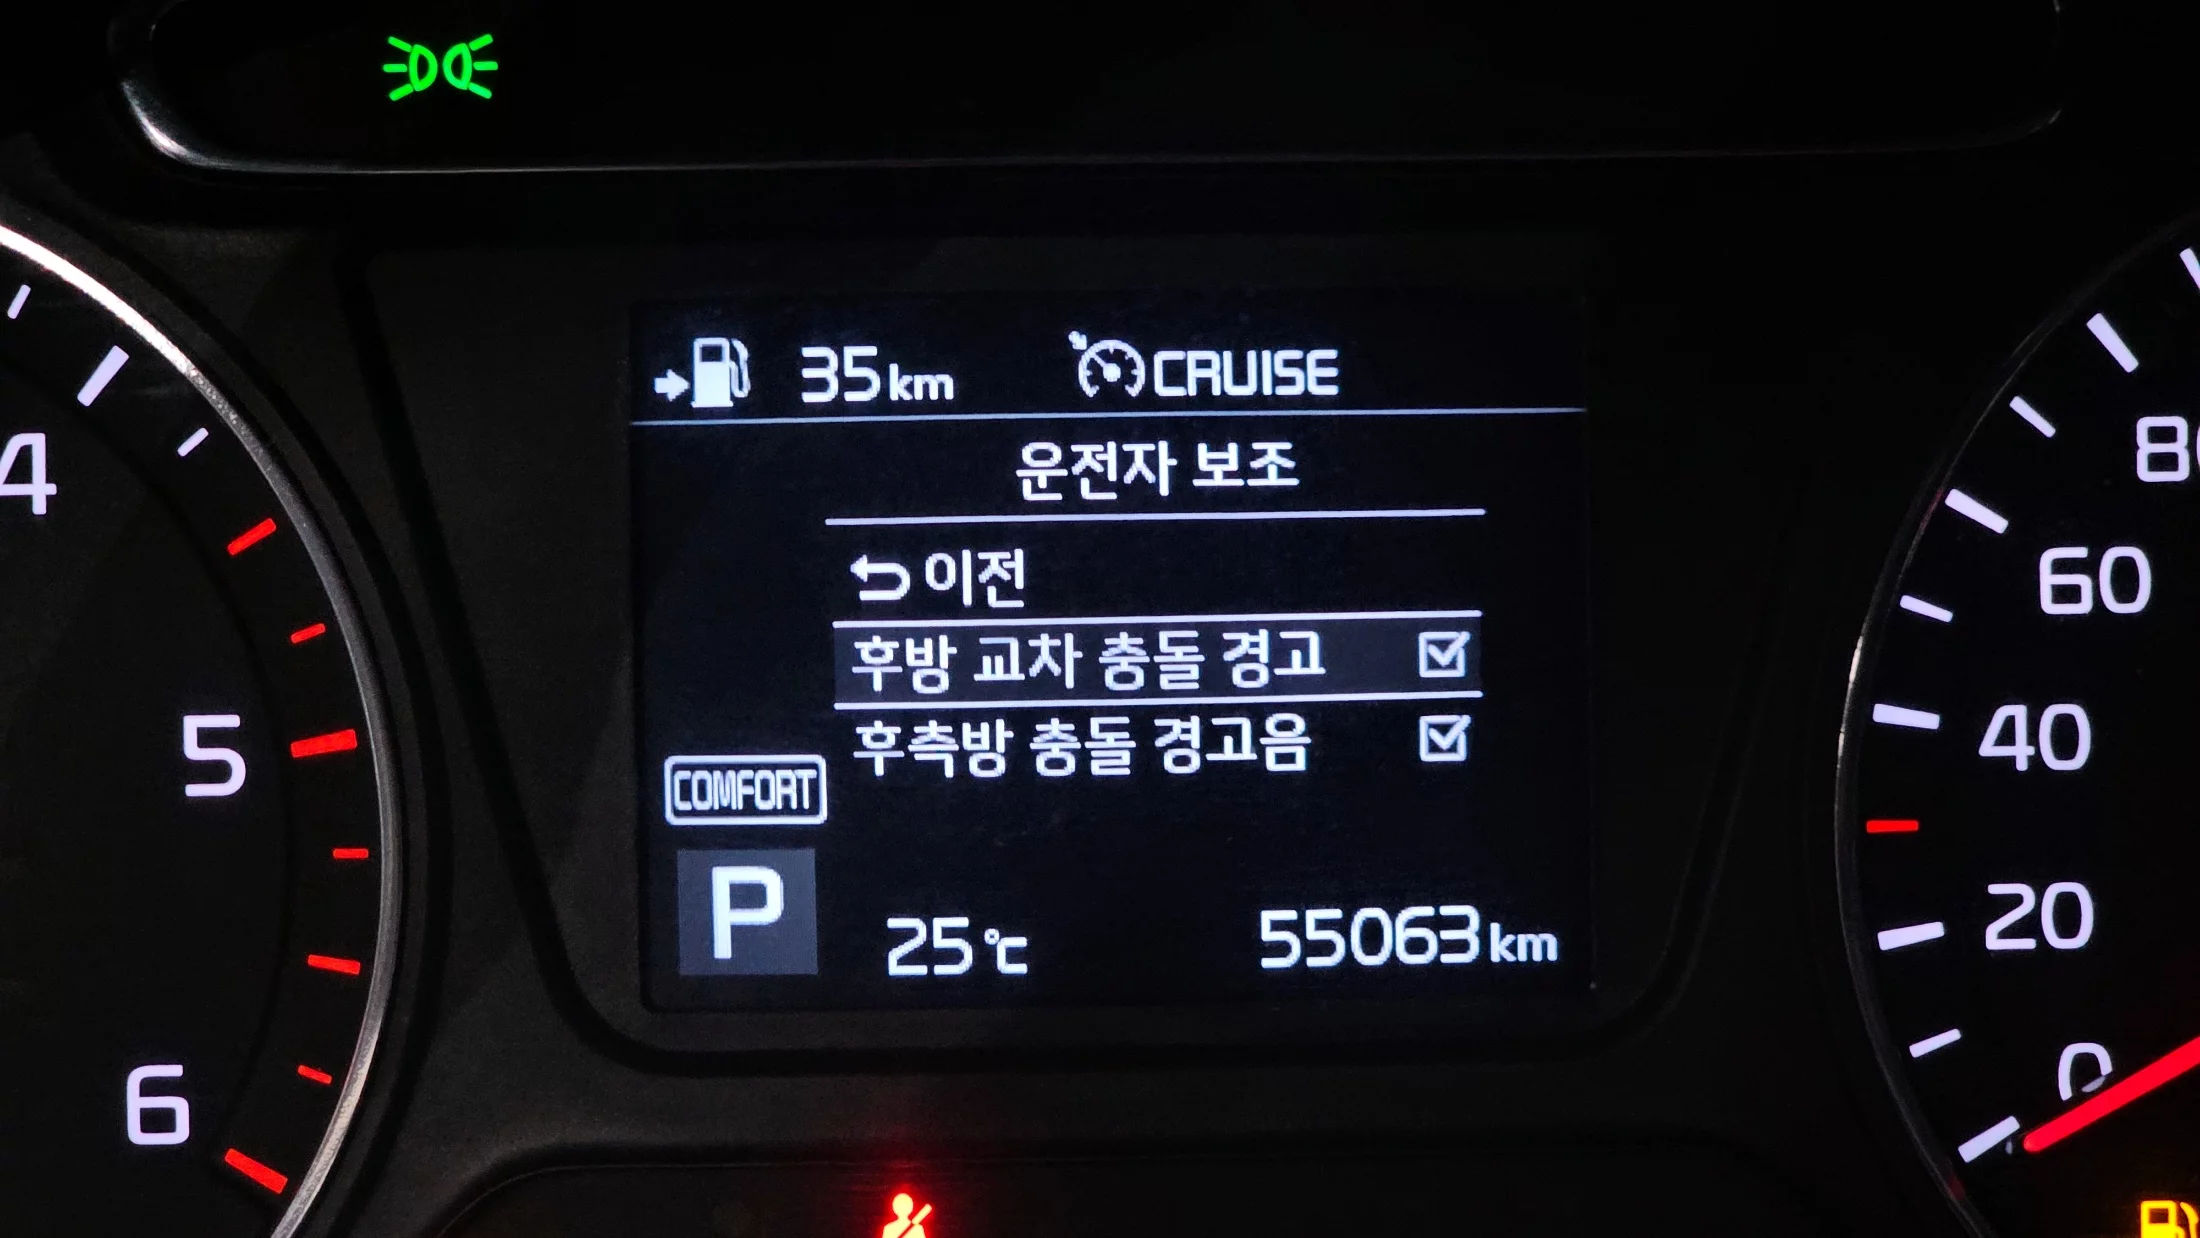 35km CRUISE
운전자 보조
이전
후방 교차 충돌 경고
후측방 충돌 경고음
COMFORT
P
25℃ 55063km
4
5
6
80
60
40
20
0